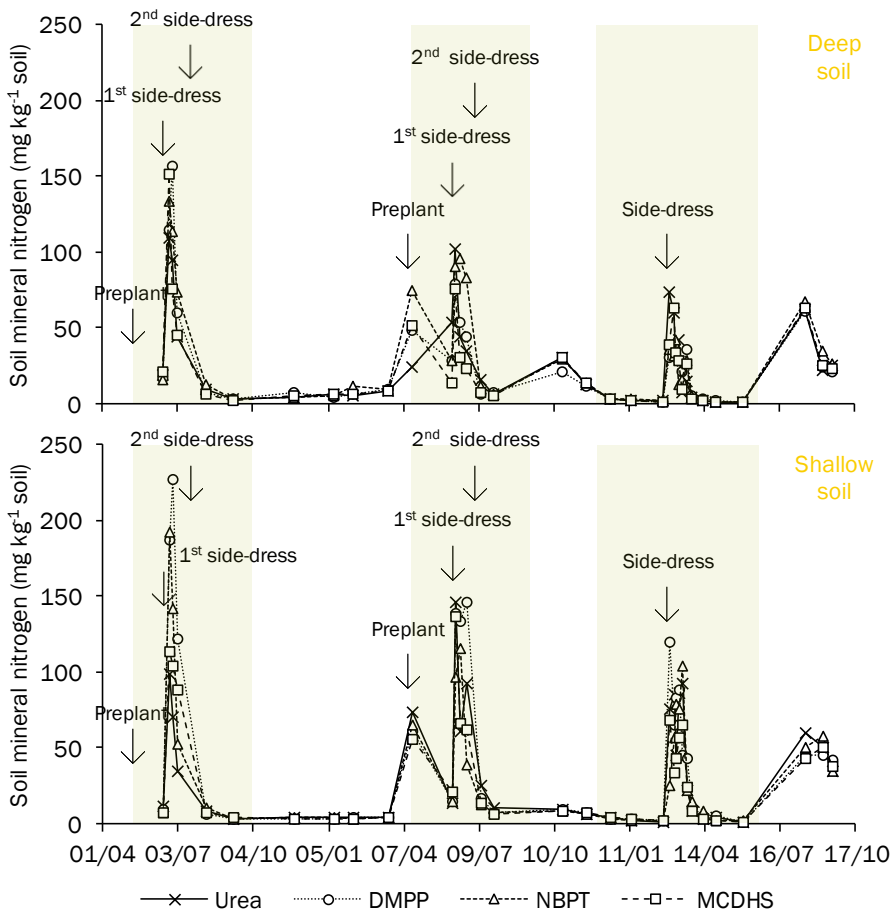 2nd side-dress
Deep
soil
1st side-dress
2nd side-dress
1st side-dress
Preplant
Side-dress
Preplant
Soil mineral nitrogen (mg kg-1 soil)
250
200
150
100
50
0
2nd side-dress
2nd side-dress
Shallow
soil
1st side-dress
1st side-dress
Side-dress
Preplant
Preplant
Soil mineral nitrogen (mg kg-1 soil)
250
200
150
100
50
0
01/04 03/07 04/10 05/01 07/04 09/07 10/10 11/01 14/04 16/07 17/10
Urea DMPP NBPT MCDHS